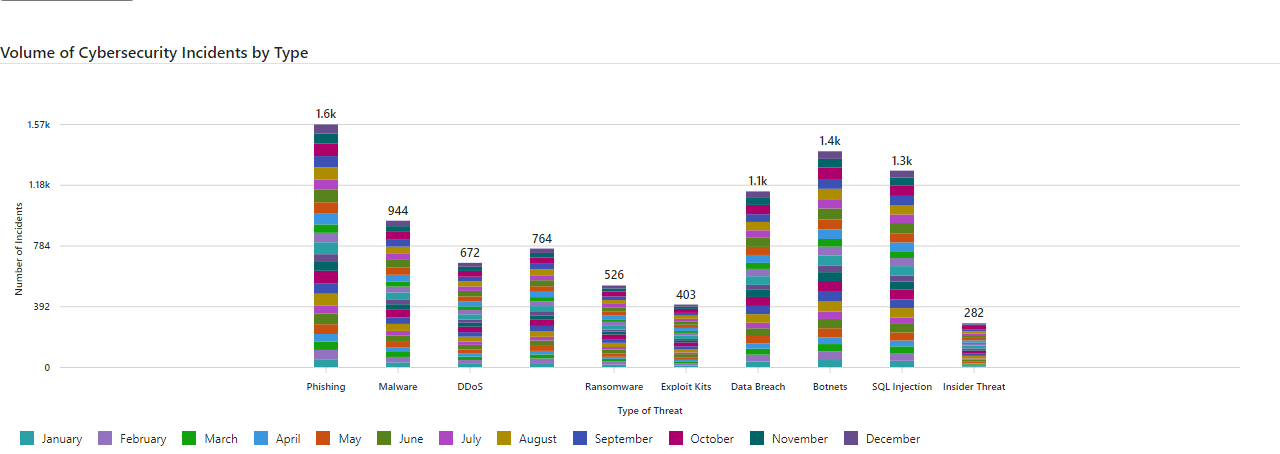 Volume of Cybersecurity Incidents by Type
1.6k
944
672
764
526
403
1.1k
1.4k
1.3k
282
1.57k
1.18k
784
392
0
Number of Incidents
Phishing Malware DDoS Ransomware Exploit Kits Data Breach Botnets SQL Injection Insider Threat
Type of Threat
January February March April May June July August September October November December